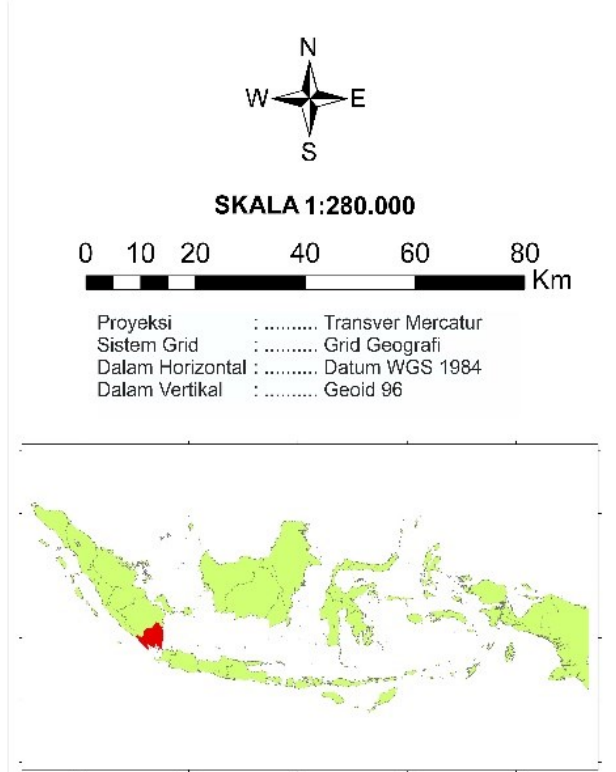 N
W E
S
SKALA 1:280.000
0 10 20 40 60 80
Km
Proyeksi : .......... Transver Mercatur
Sistem Grid : .......... Grid Geografi
Dalam Horizontal : .......... Datum WGS 1984
Dalam Vertikal : .......... Geoid 96